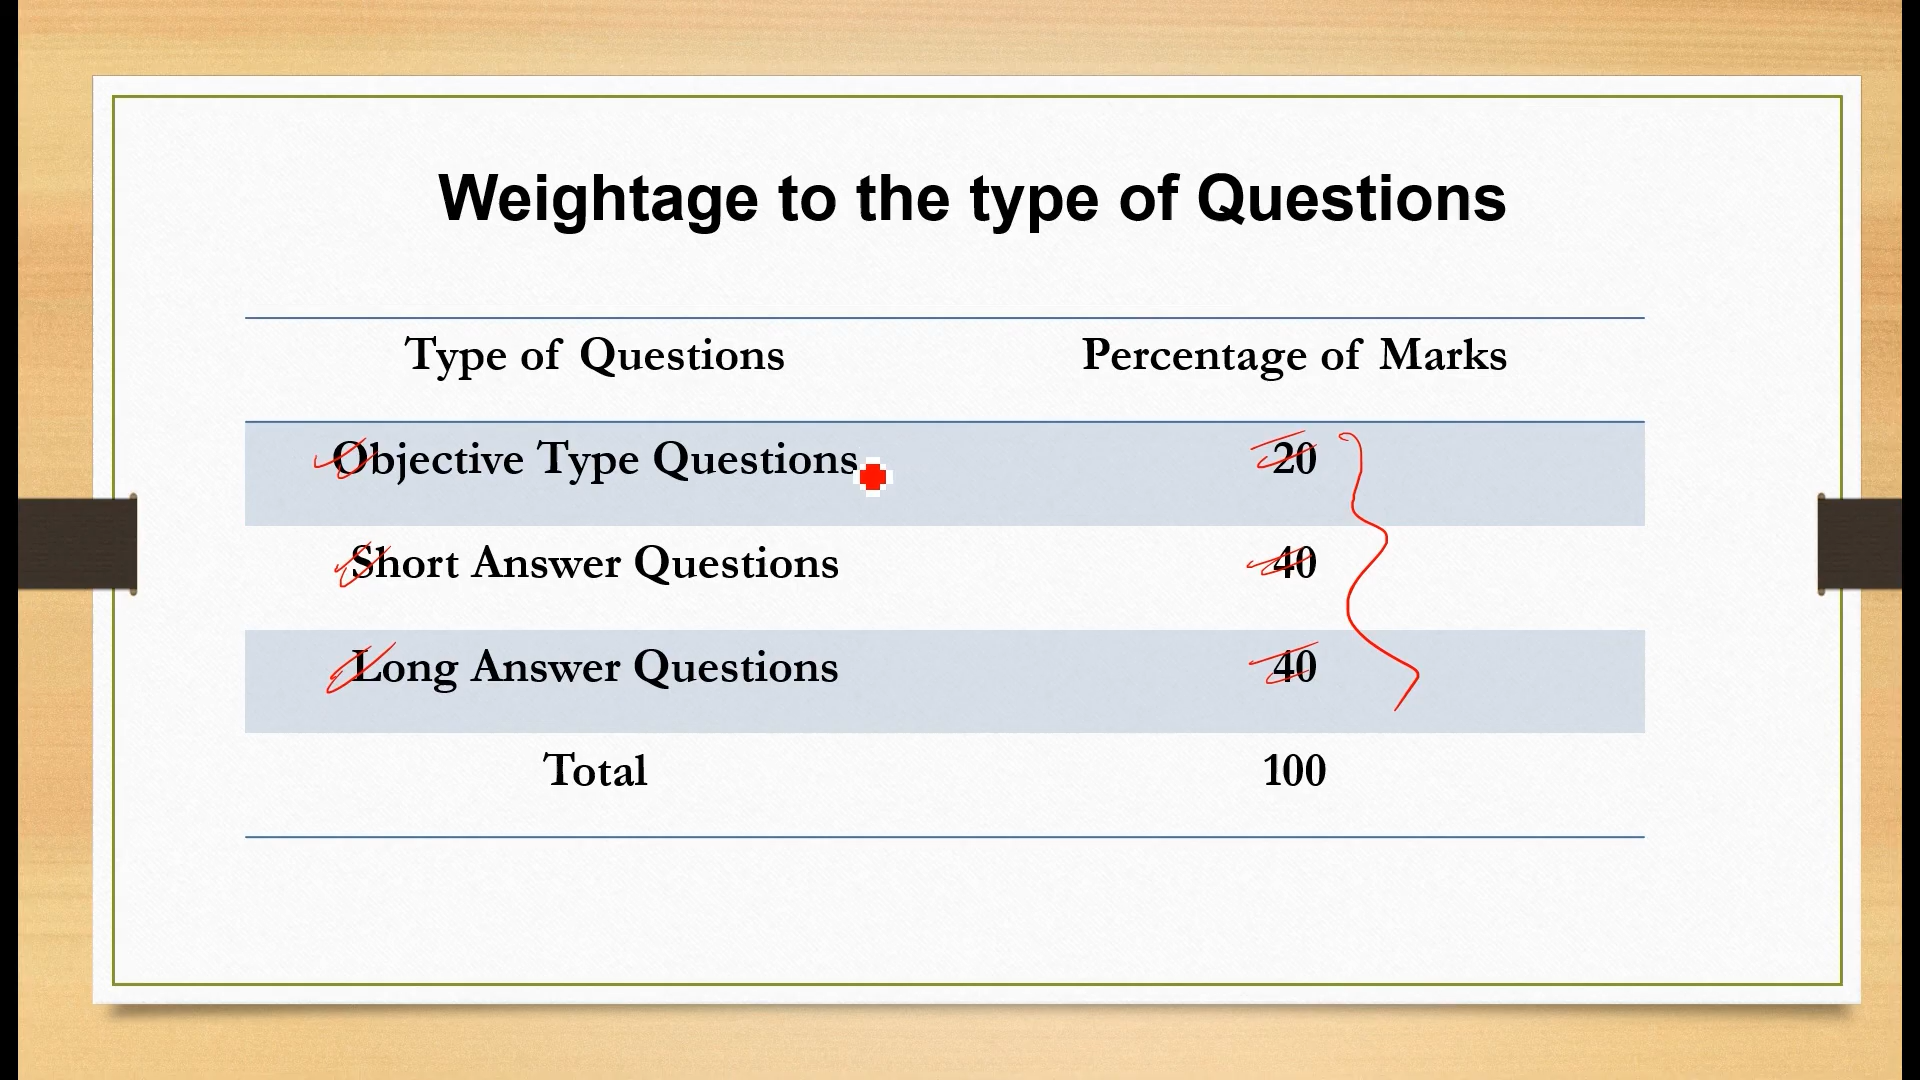 Weightage to the type of Questions
Type of Questions Percentage of Marks
Objective Type Questions 20
Short Answer Questions 40
Long Answer Questions 40
Total 100